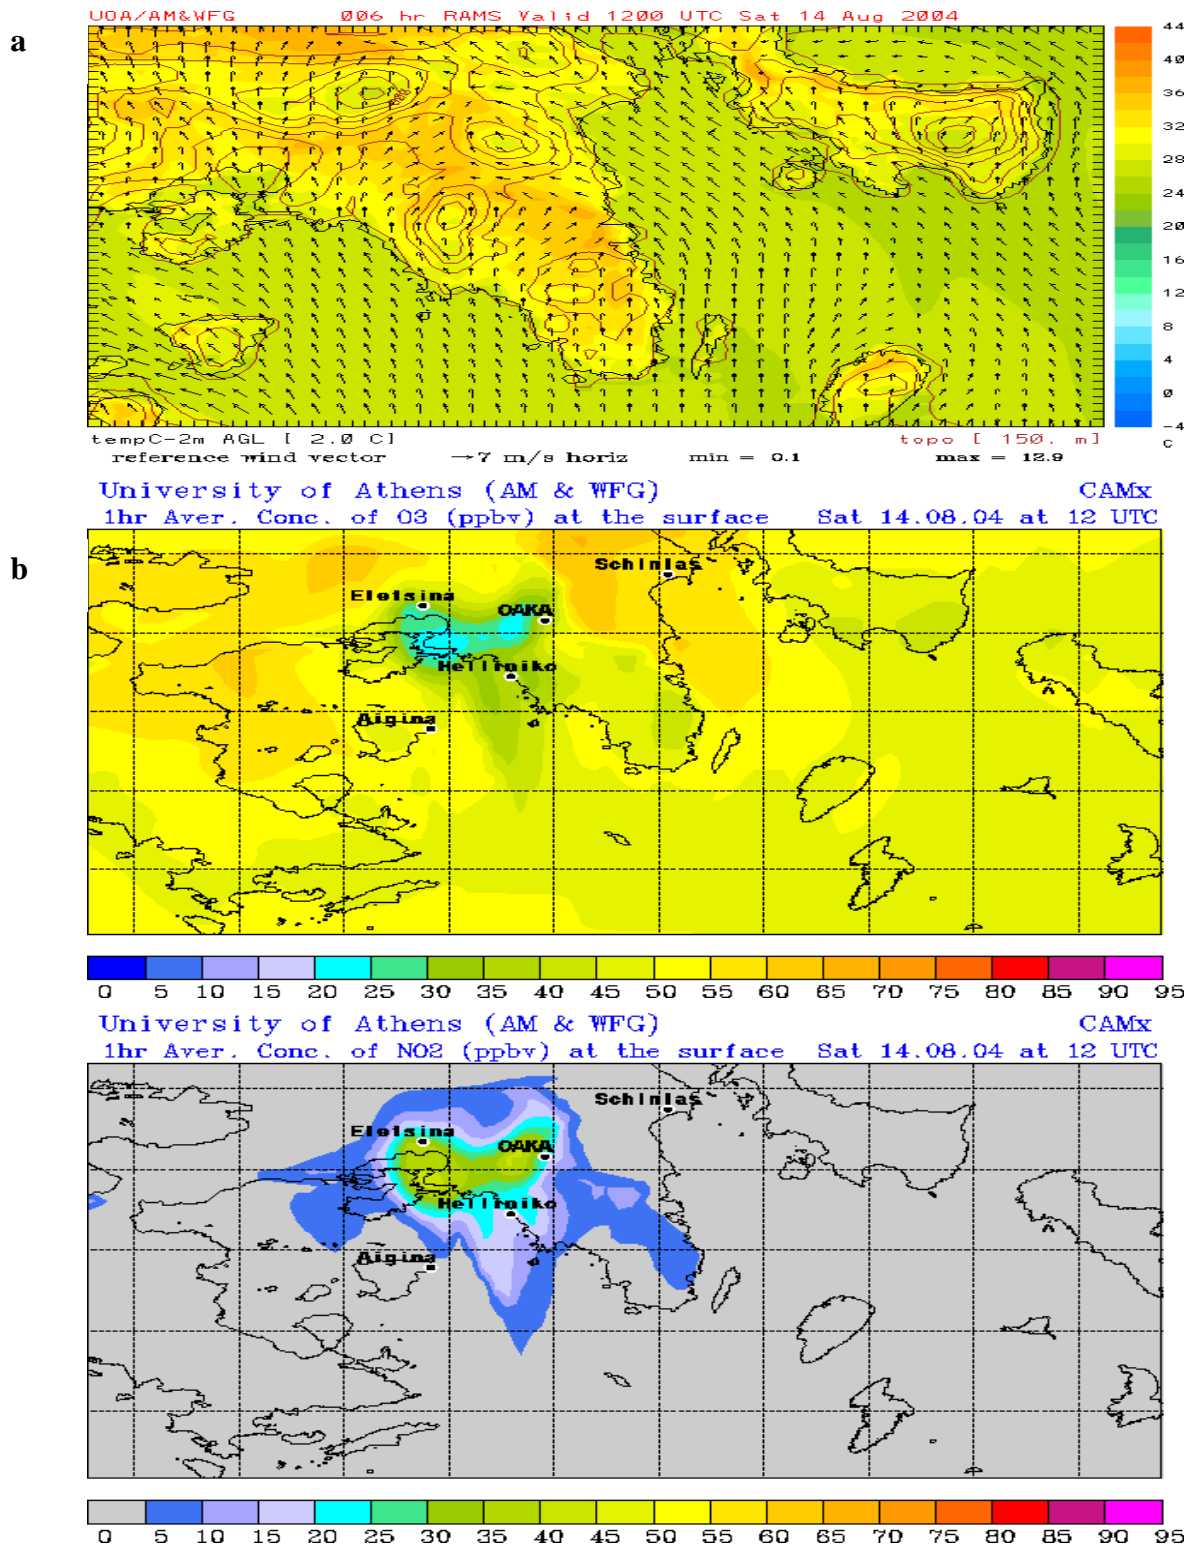 a
UOA/AM&WFG 006 hr RAMS Valid 1200 UTC Sat 14 Aug 2004
44
40
36
32
28
24
20
16
12
8
4
0
-4
C
tempC-2m AGL [ 2.0 C] topo [ 150. m]
reference wind vector →7 m/s horiz min = 0.1 max = 12.9
b
University of Athens (AM & WFG) CAMx
1hr Aver. Conc. of O3 (ppbv) at the surface Sat 14.08.04 at 12 UTC
Schinias
Elefsina
OAKA
Helliniko
Aigina
0 5 10 15 20 25 30 35 40 45 50 55 60 65 70 75 80 85 90 95
University of Athens (AM & WFG) CAMx
1hr Aver. Conc. of NO2 (ppbv) at the surface Sat 14.08.04 at 12 UTC
Schinias
Elefsina
OAKA
Helliniko
Aigina
0 5 10 15 20 25 30 35 40 45 50 55 60 65 70 75 80 85 90 95